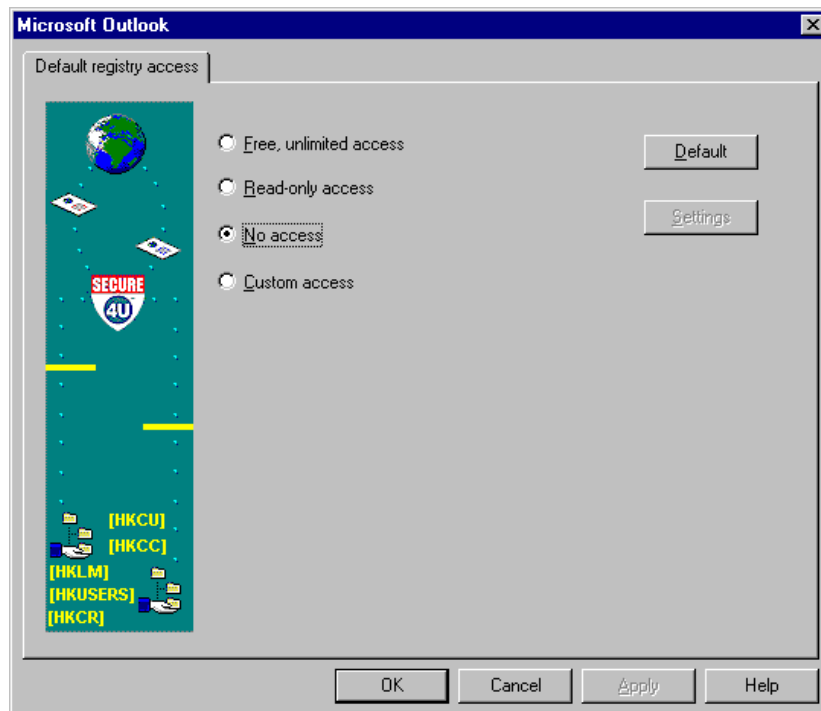 Microsoft Outlook
Default registry access
Free, unlimited access
Default
Read-only access
Settings
No access
SECURE
4U
Custom access
[HKCU]
[HKCC]
[HKLM]
[HKUSERS]
[HKCR]
OK Cancel Apply Help